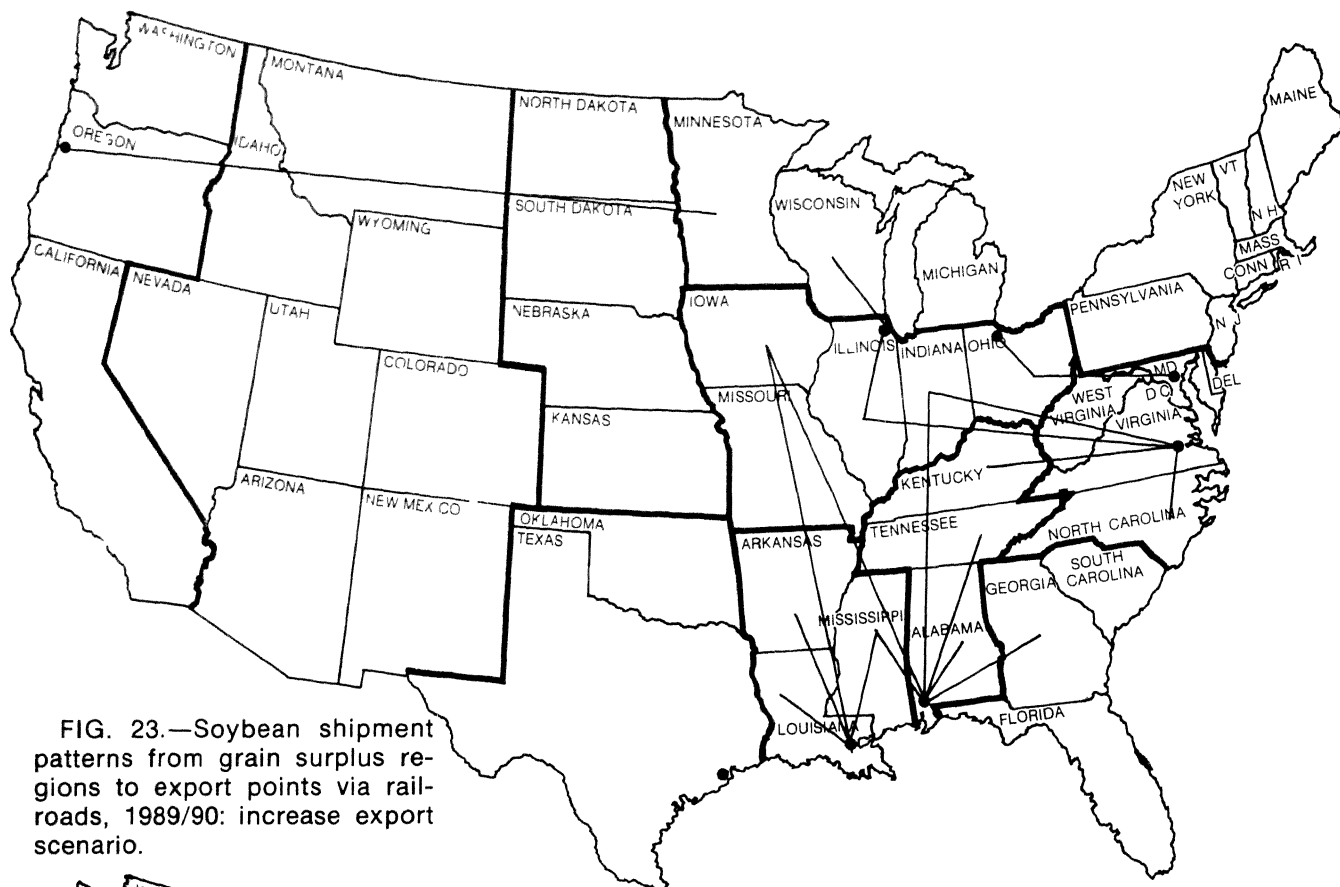 WASHINGTON
MONTANA
NORTH DAKOTA
MINNESOTA
MAINE
OREGON
IDAHO
SOUTH DAKOTA
WISCONSIN
NEW
YORK
VT
N H
WYOMING
MICHIGAN
MASS
CONN
R I
CALIFORNIA
NEVADA
UTAH
NEBRASKA
IOWA
PENNSYLVANIA
N J
ILLINOIS
INDIANA
OHIO
COLORADO
MD
D C
DEL
KANSAS
MISSOURI
WEST
VIRGINIA
VIRGINIA
ARIZONA
NEW MEXICO
KENTUCKY
OKLAHOMA
TEXAS
ARKANSAS
TENNESSEE
NORTH CAROLINA
SOUTH
CAROLINA
GEORGIA
MISSISSIPPI
ALABAMA
LOUISIANA
FLORIDA
FIG. 23.—Soybean shipment
patterns from grain surplus re-
gions to export points via rail-
roads, 1989/90: increase export
scenario.